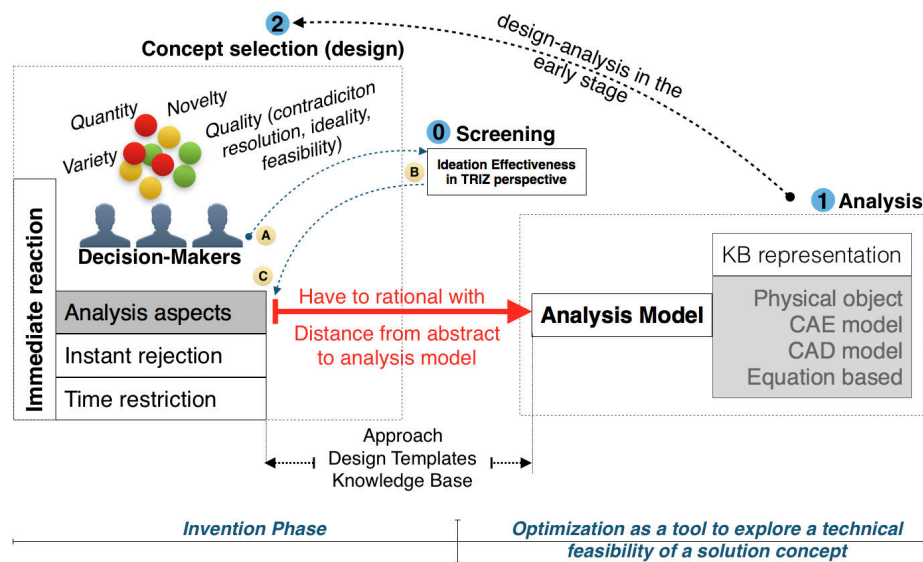 2
Concept selection (design)
design-analysis in the
early stage
Quantity
Novelty
Variety
Quality (contradiciton
resolution, ideality,
feasibility)
0 Screening
Ideation Effectiveness
in TRIZ perspective
A
B
C
Decision-Makers
1 Analysis
Immediate reaction
Analysis aspects
Instant rejection
Time restriction
Have to rational with
Distance from abstract
to analysis model
Analysis Model
KB representation
Physical object
CAE model
CAD model
Equation based
Approach
Design Templates
Knowledge Base
Invention Phase
Optimization as a tool to explore a technical
feasibility of a solution concept